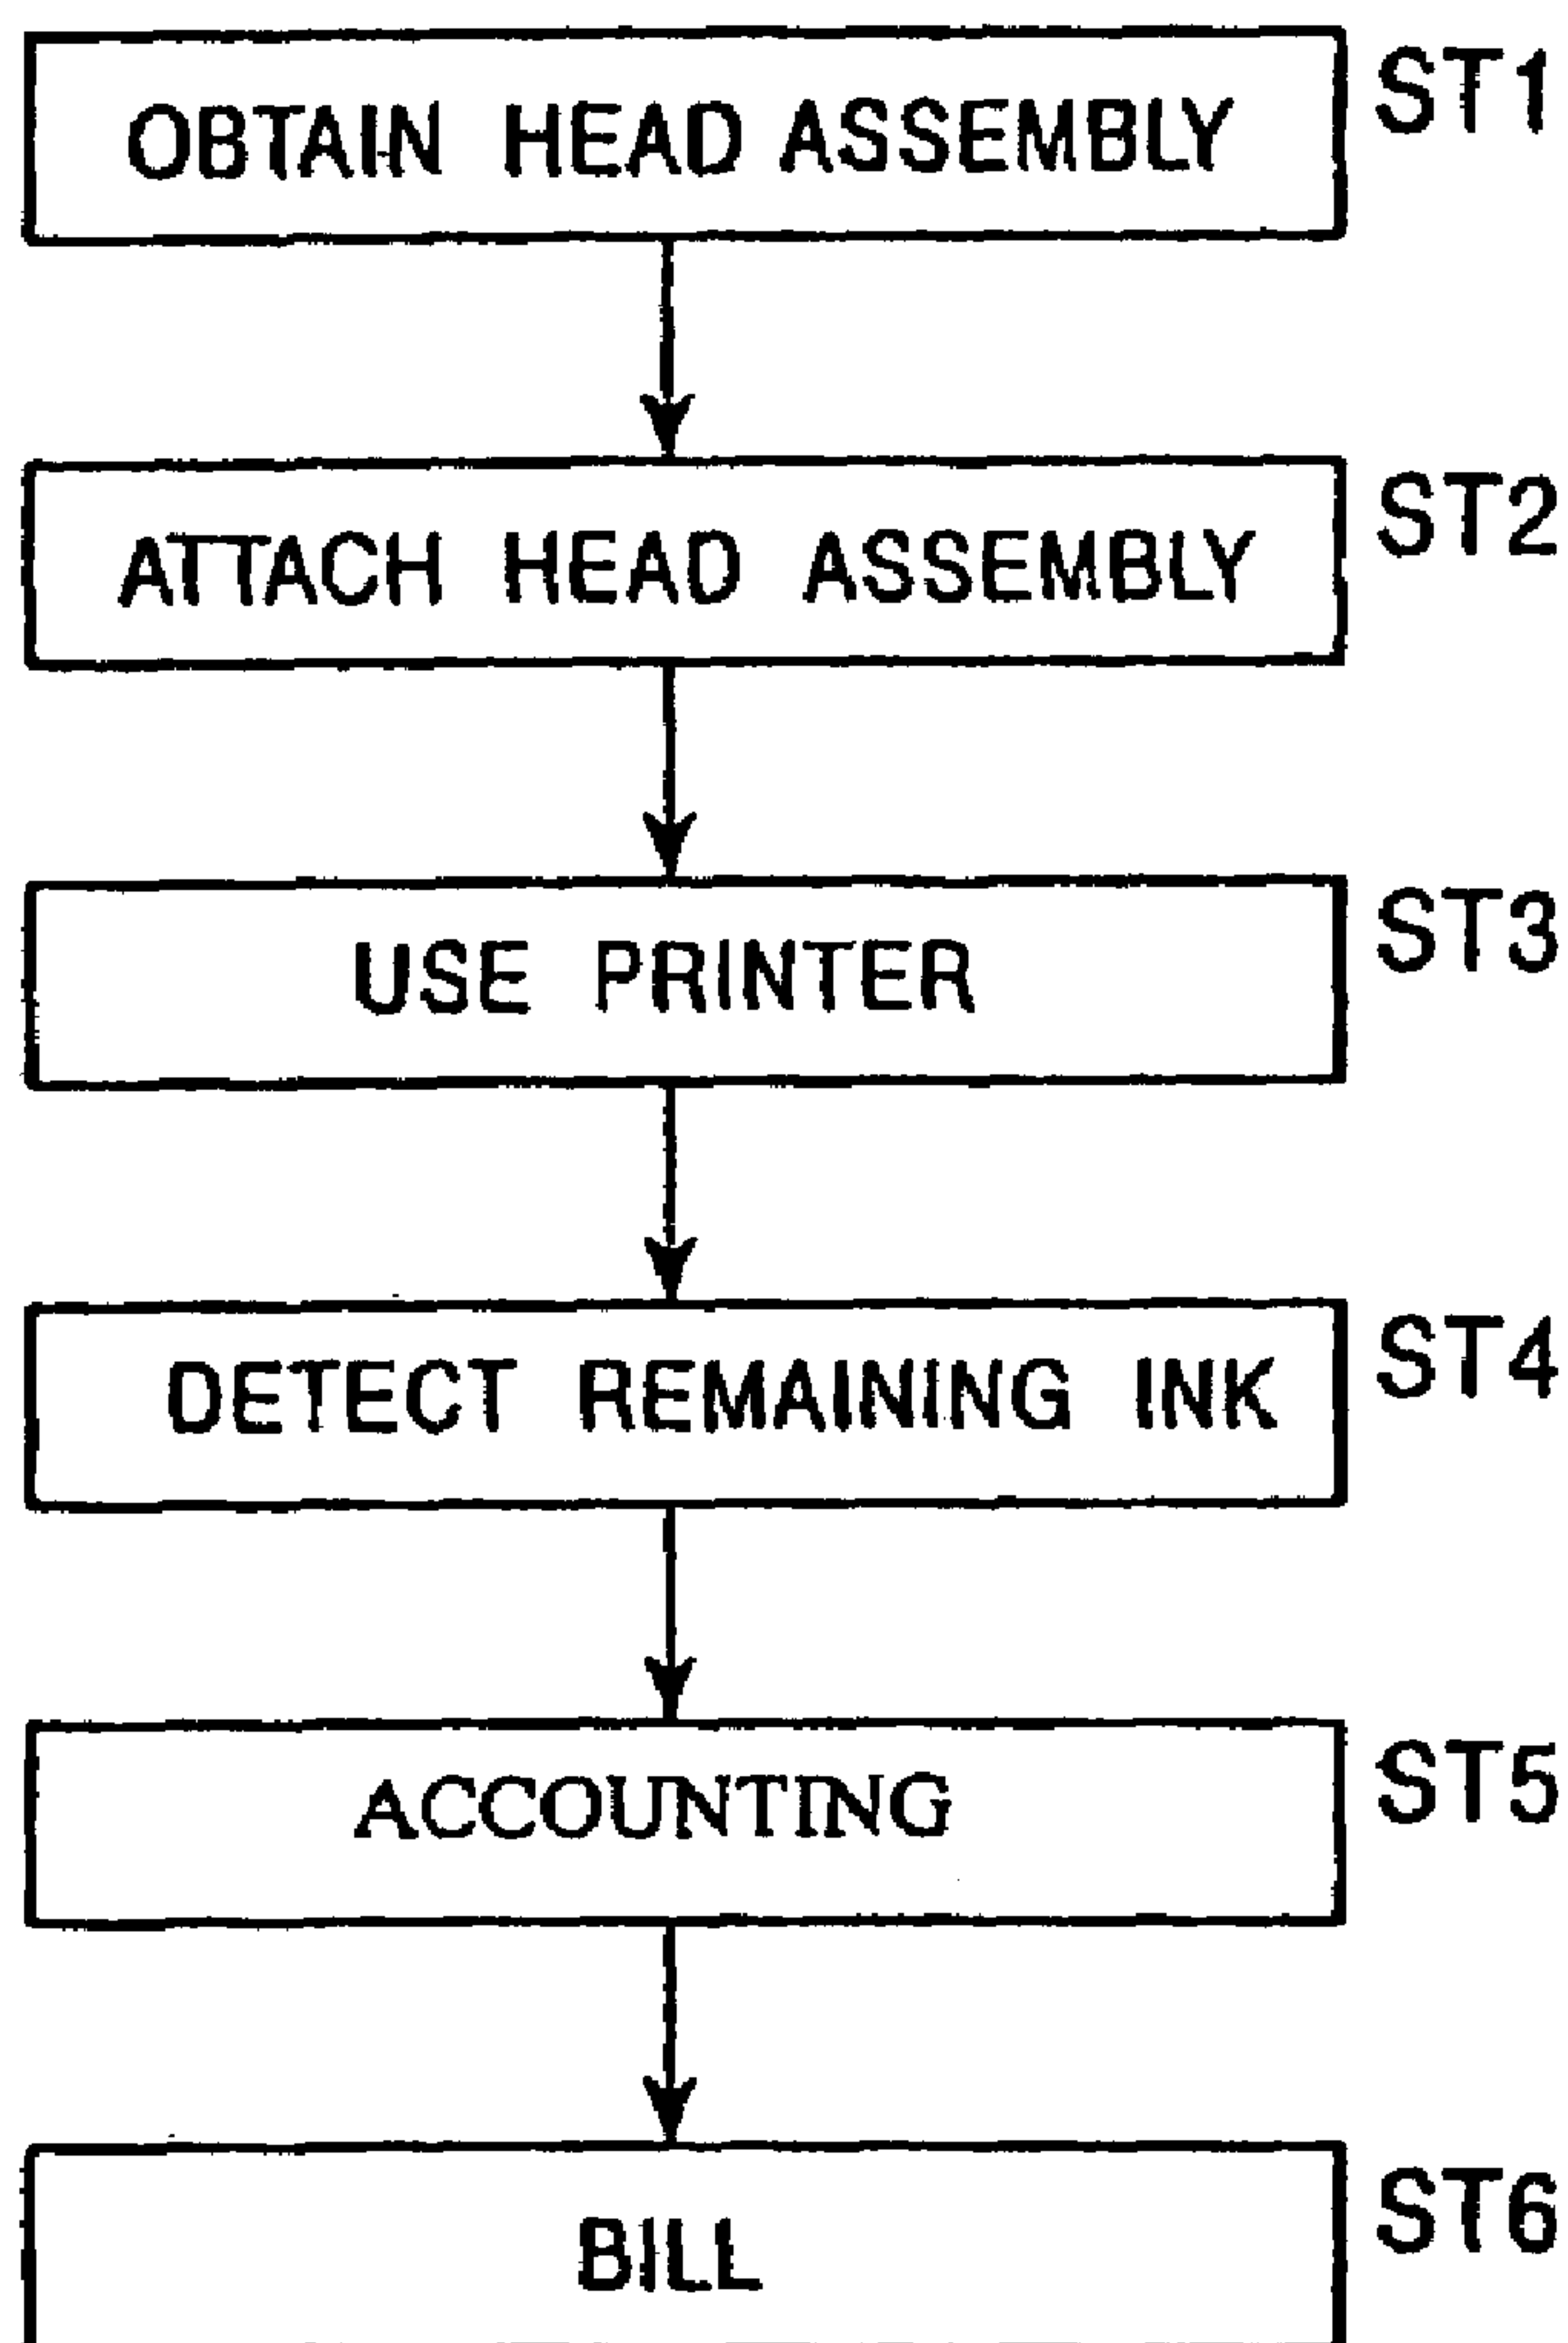 OBTAIN HEAD ASSEMBLY ST1
ATTACH HEAD ASSEMBLY ST2
USE PRINTER ST3
DETECT REMAINING INK ST4
ACCOUNTING ST5
BILL ST6